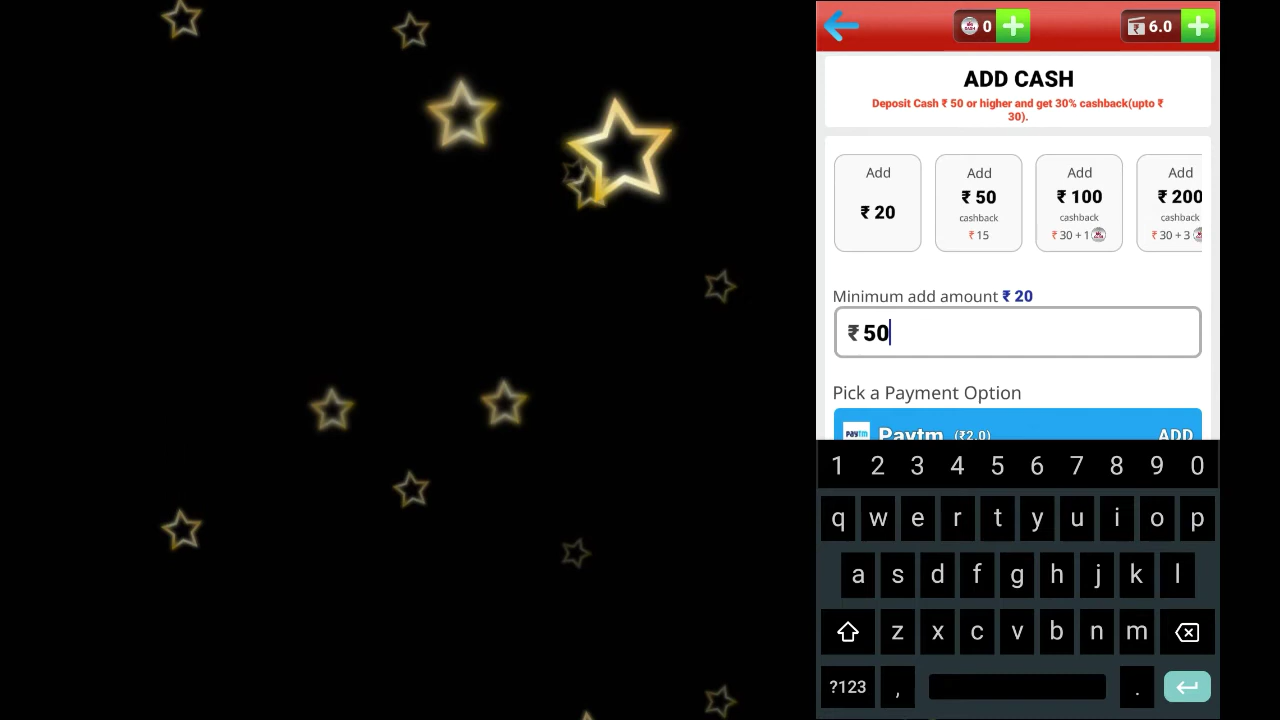 0 + 6.0 +
ADD CASH
Deposit Cash ₹ 50 or higher and get 30% cashback(upto ₹
30).
Add Add Add Add
₹ 20 ₹ 50 ₹ 100 ₹ 200
cashback cashback cashback
₹ 15 ₹ 30 + 1 ₹ 30 + 3
Minimum add amount ₹ 20
₹ 50
Pick a Payment Option
Paytm Paytm (₹2.0) ADD
1 2 3 4 5 6 7 8 9 0
q w e r t y u i o p
a s d f g h j k l
z x c v b n m
?123 , .